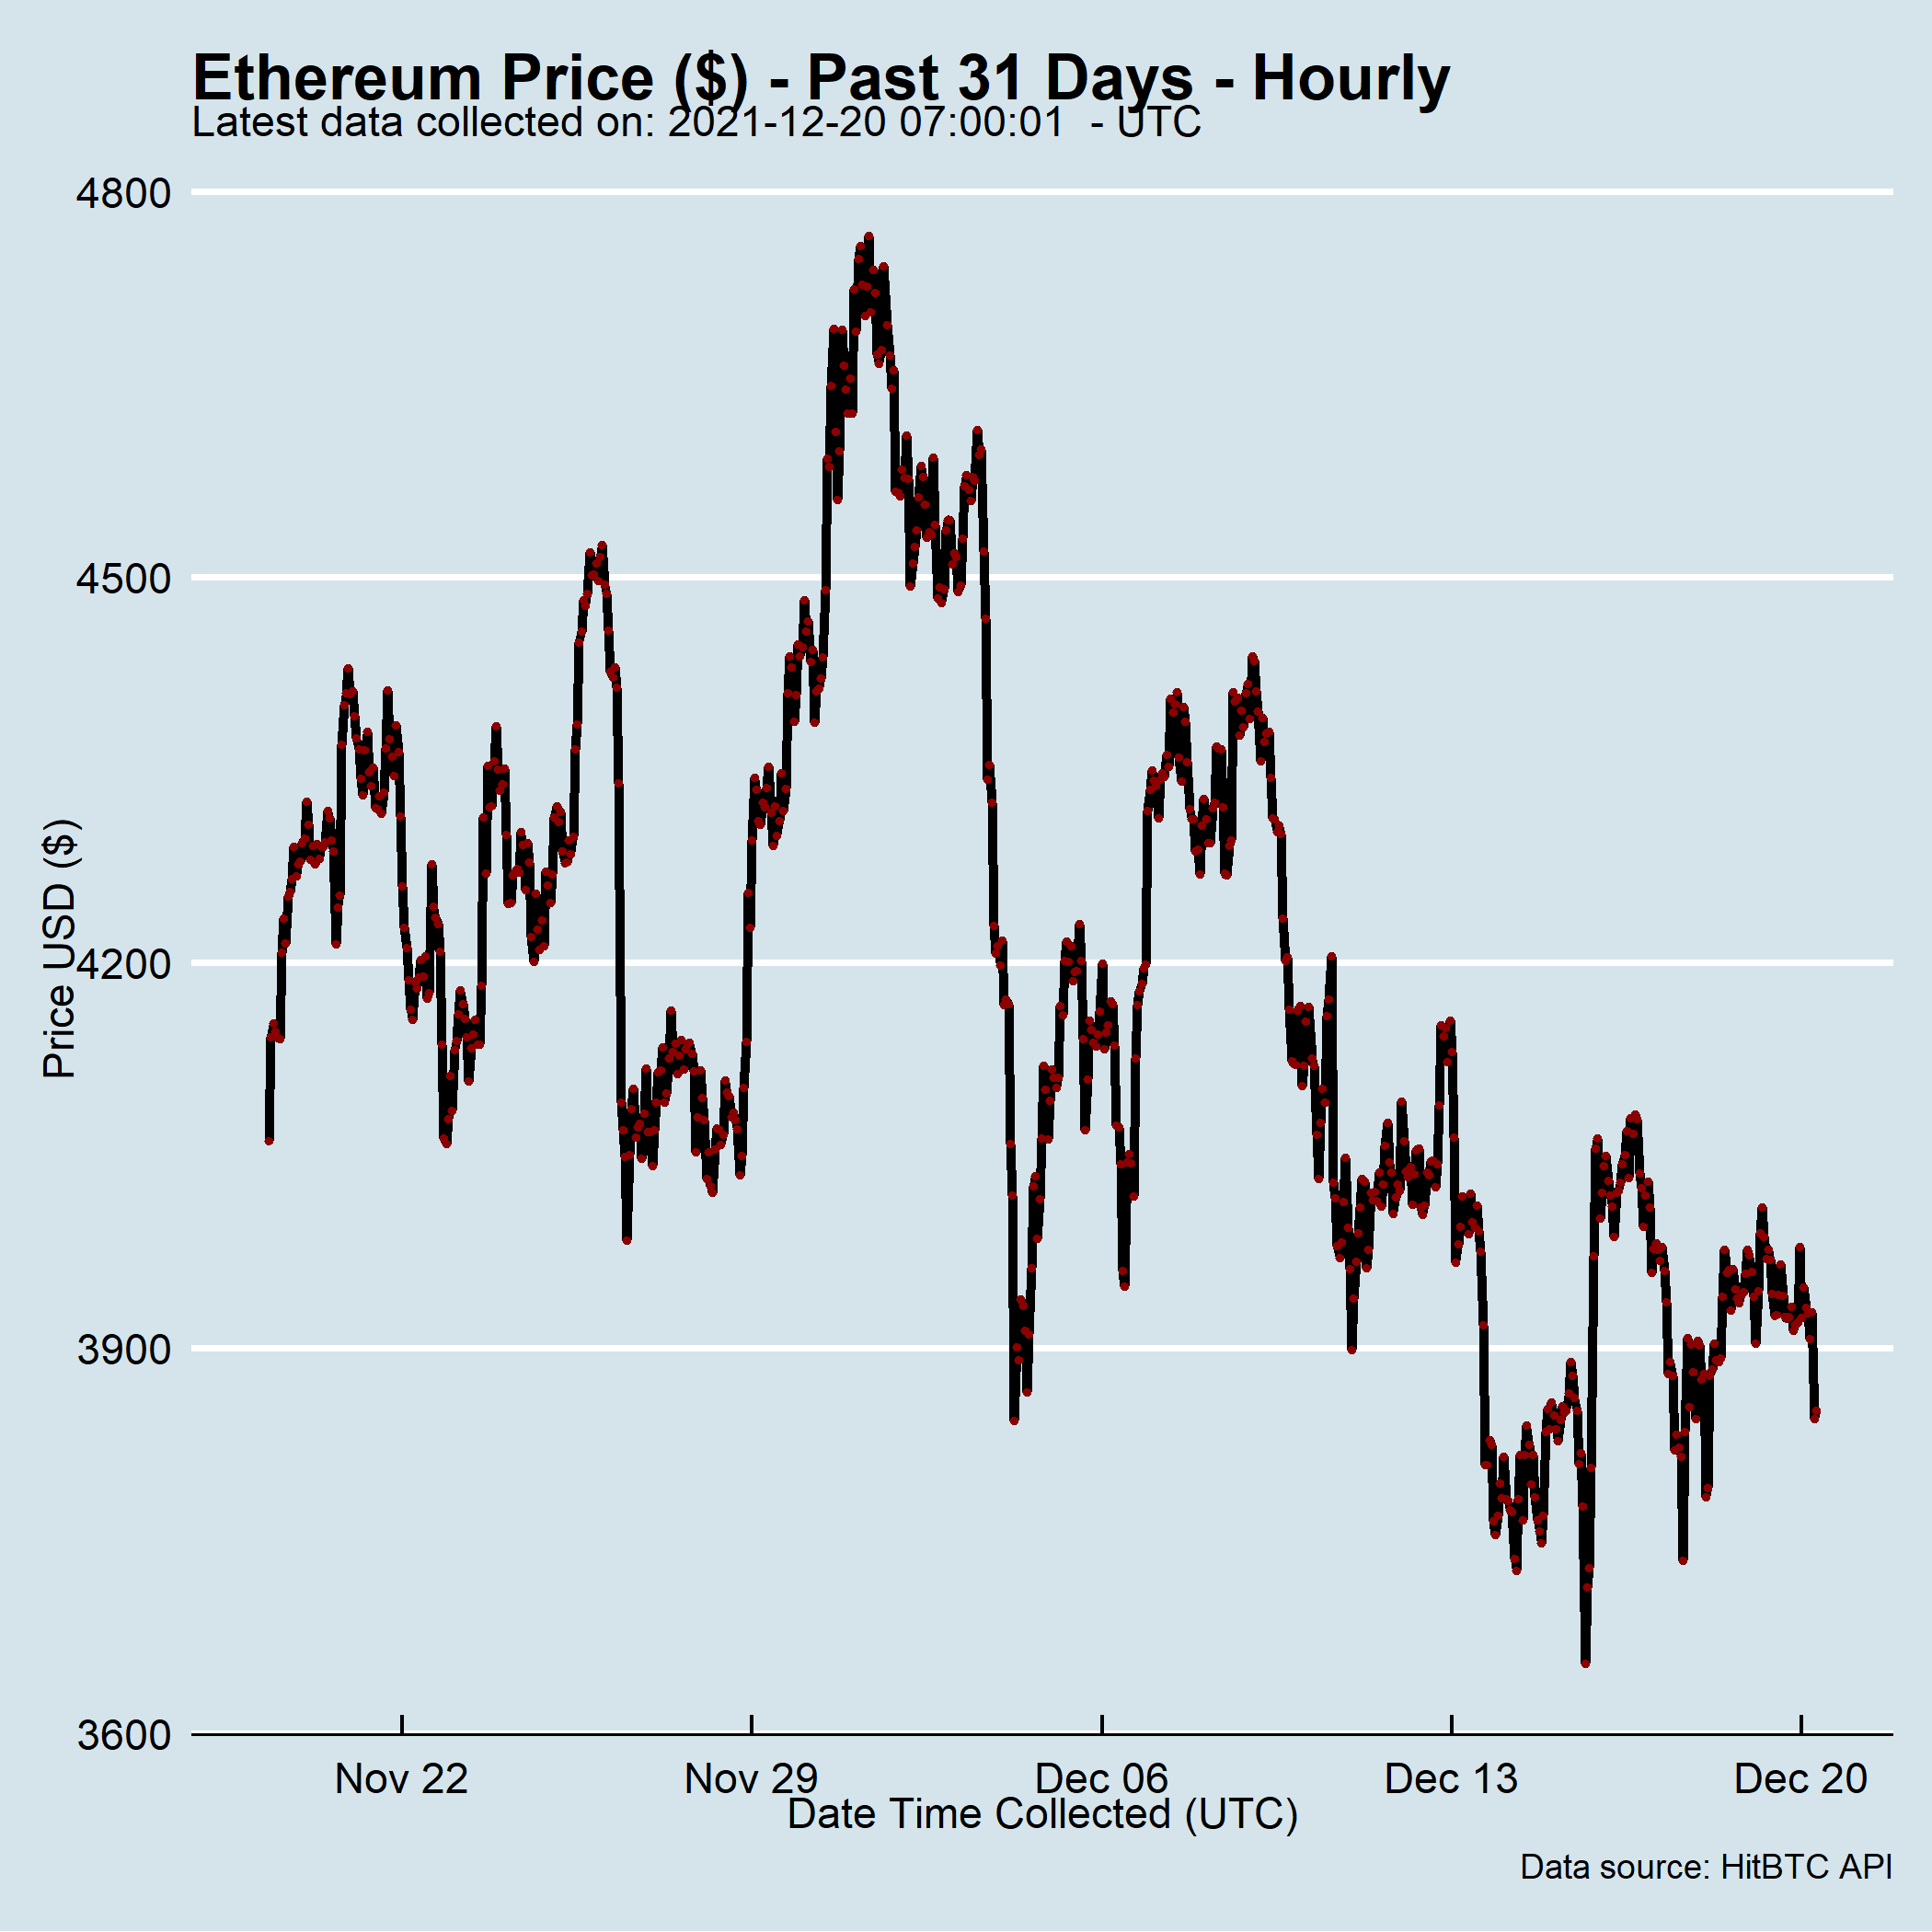 Ethereum Price ($) - Past 31 Days - Hourly
Latest data collected on: 2021-12-20 07:00:01  - UTC
4800
4500
4200
3900
3600
Price USD ($)
Nov 22 Nov 29 Dec 06 Dec 13 Dec 20
Date Time Collected (UTC)
Data source: HitBTC API